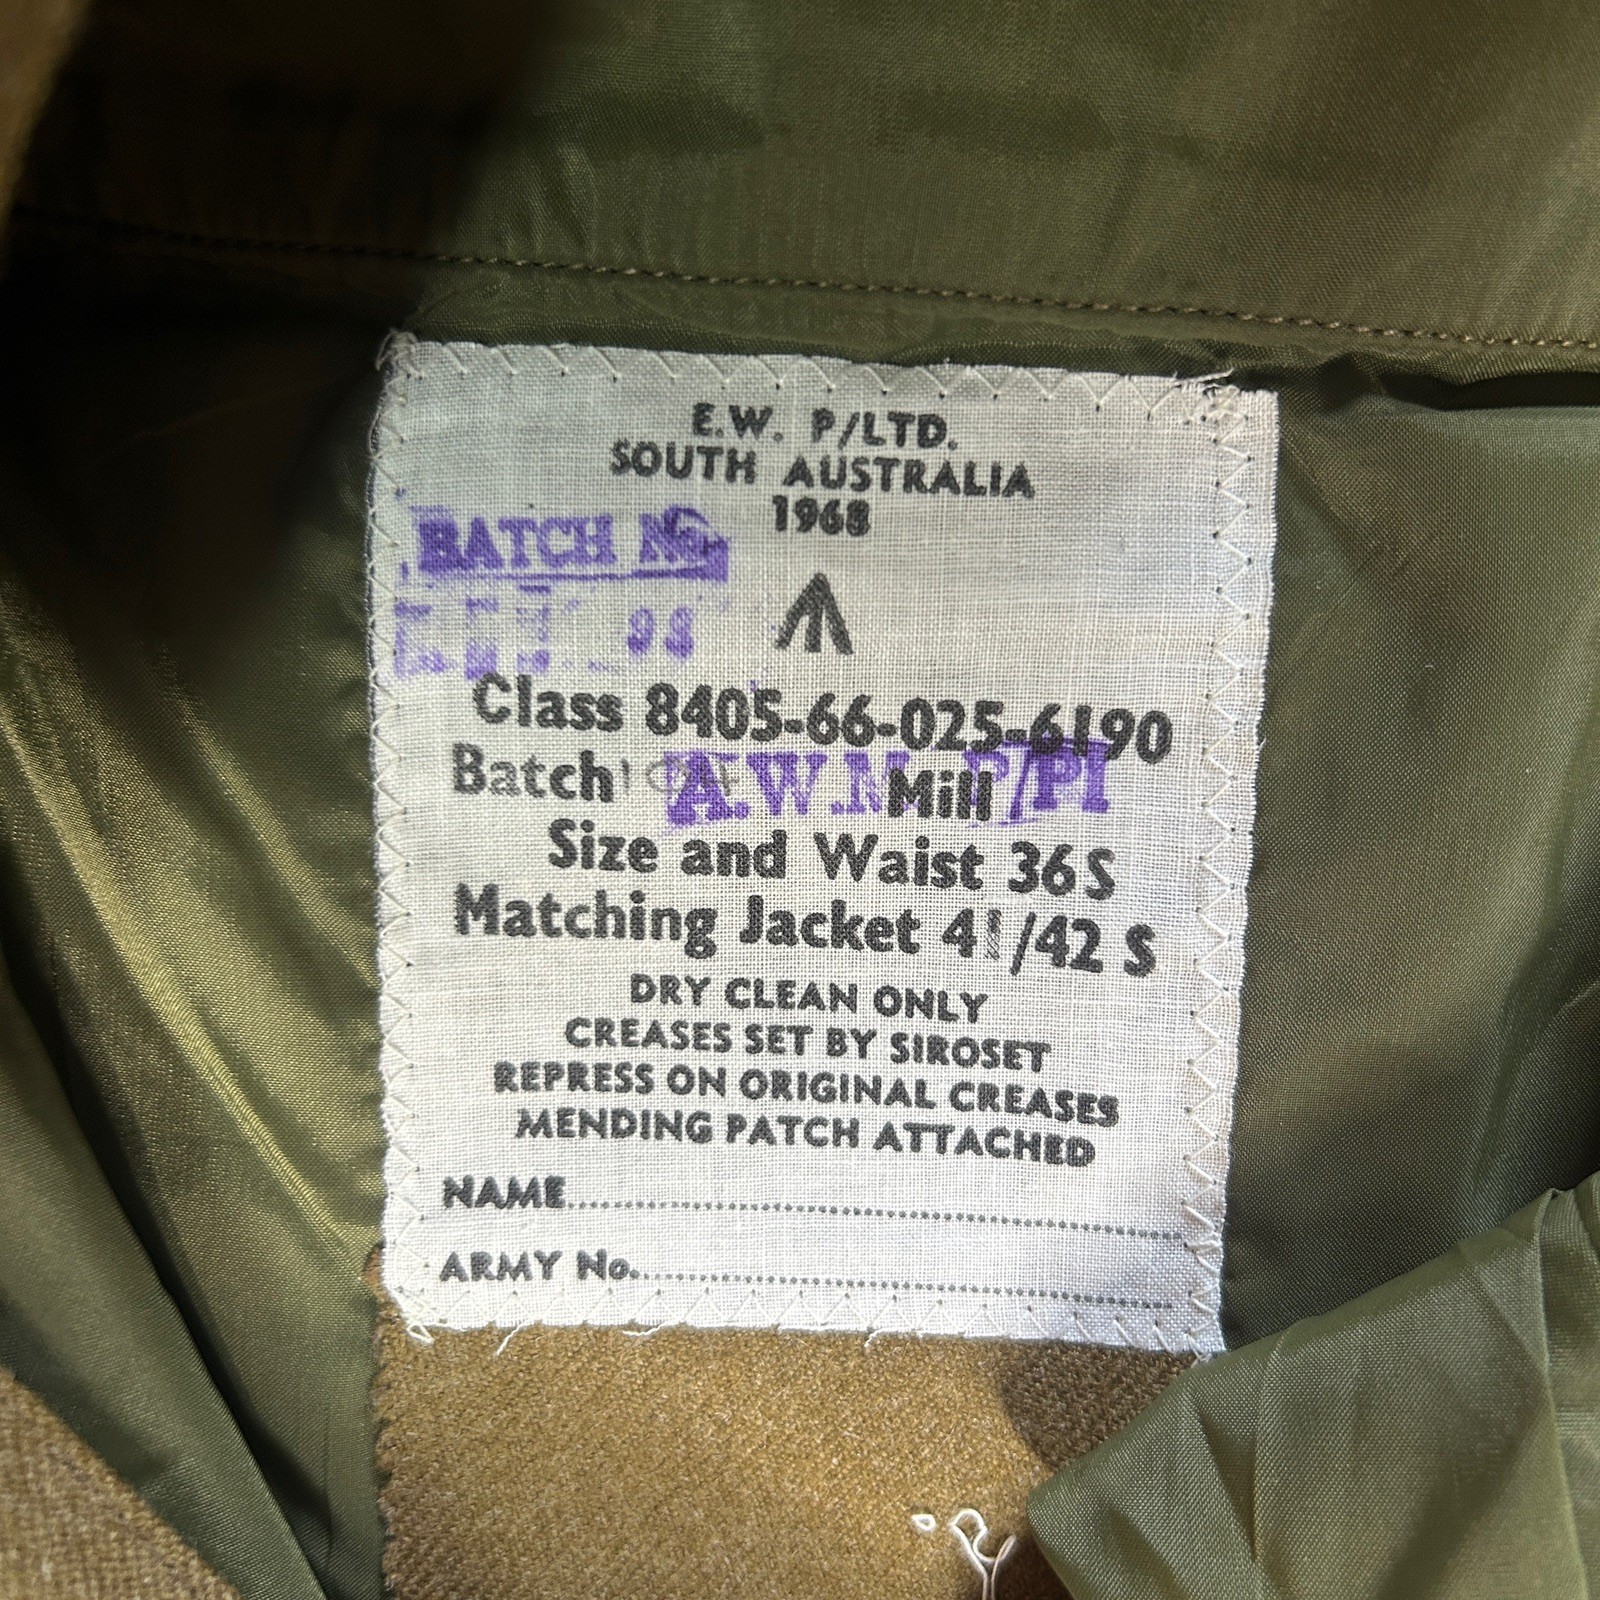 E.W. P/LTD.
SOUTH AUSTRALIA
1968
BATCH No.
98
Class 8405-66-025-6190
Batch Mill
A.W.M. P/PI
Size and Waist 36 S
Matching Jacket 41/42 S
DRY CLEAN ONLY
CREASES SET BY SIROSET
REPRESS ON ORIGINAL CREASES
MENDING PATCH ATTACHED
NAME
ARMY No.